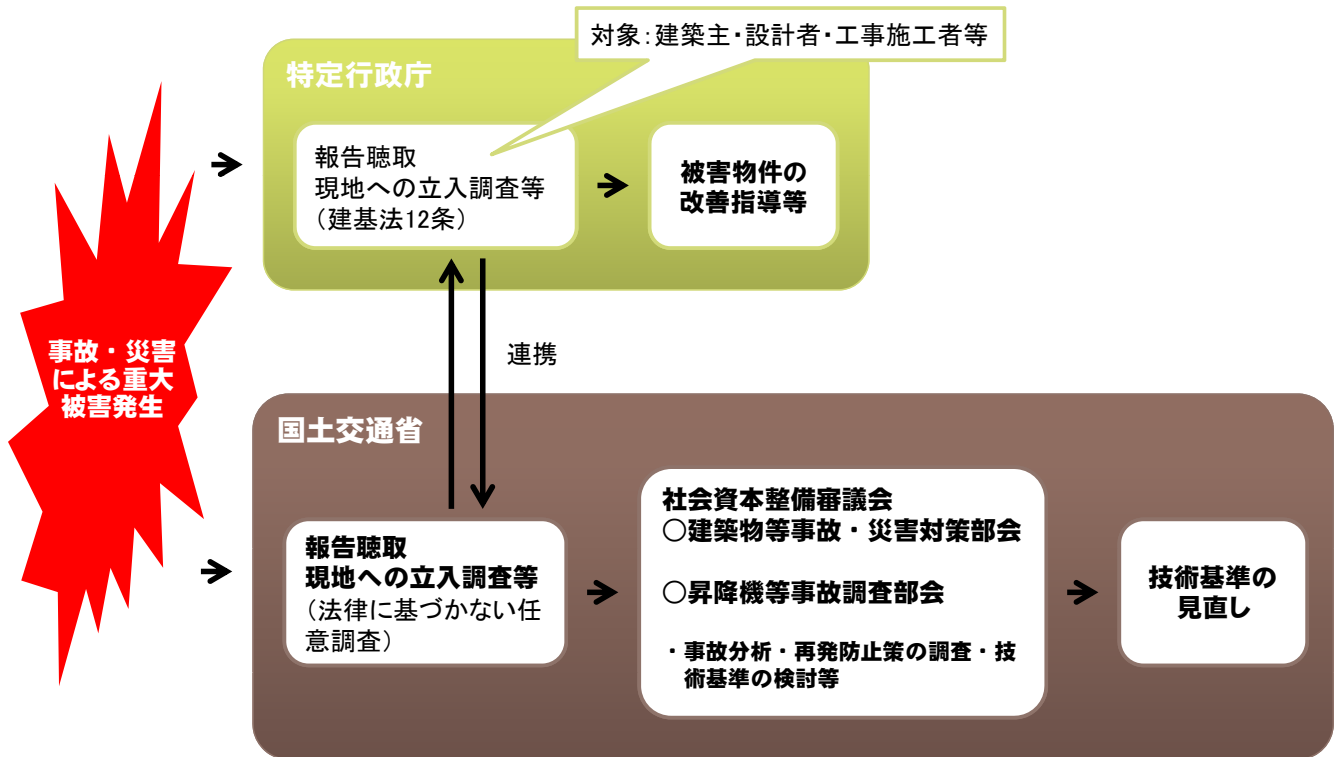 対象：建築主・設計者・工事施工者等
特定行政庁
報告聴取
現地への立入調査等
（建基法12条）
被害物件の
改善指導等
事故・災害
による重大
被害発生
連携
国土交通省
報告聴取
現地への立入調査等
（法律に基づかない任
意調査）
社会資本整備審議会
○建築物等事故・災害対策部会
○昇降機等事故調査部会
・事故分析・再発防止策の調査・技
術基準の検討等
技術基準の
見直し